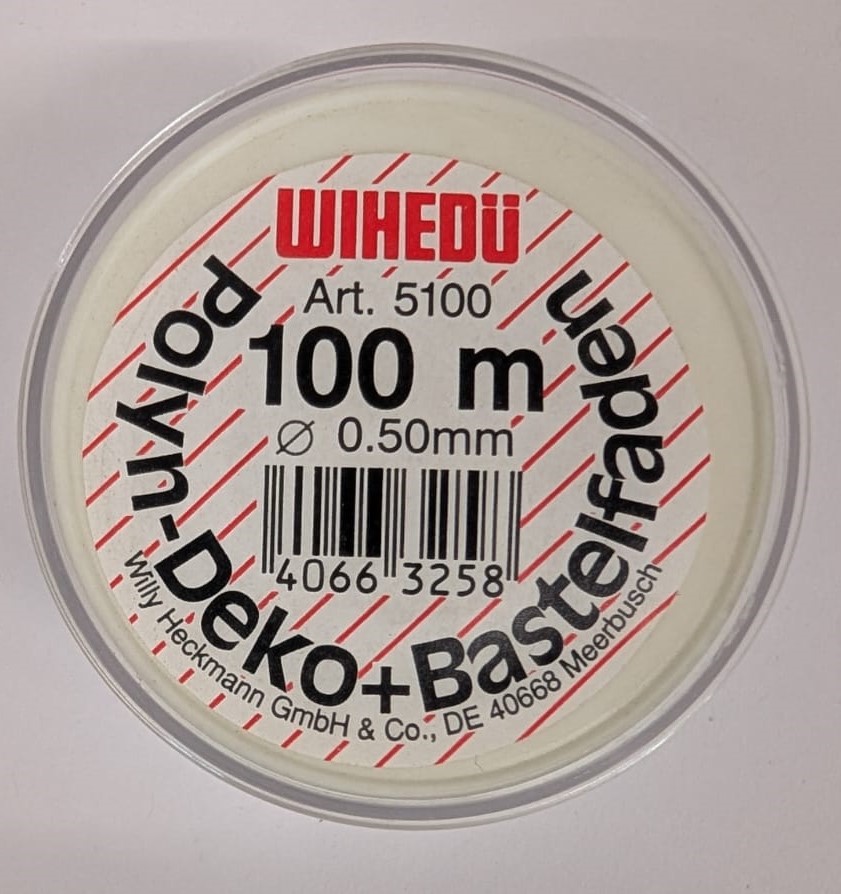 WIHEDÜ
Art. 5100
100 m
Ø 0.50mm
4066 3258
Polyn-Deko+Bastelfaden
Willy Heckmann GmbH & Co., DE 40668 Meerbusch